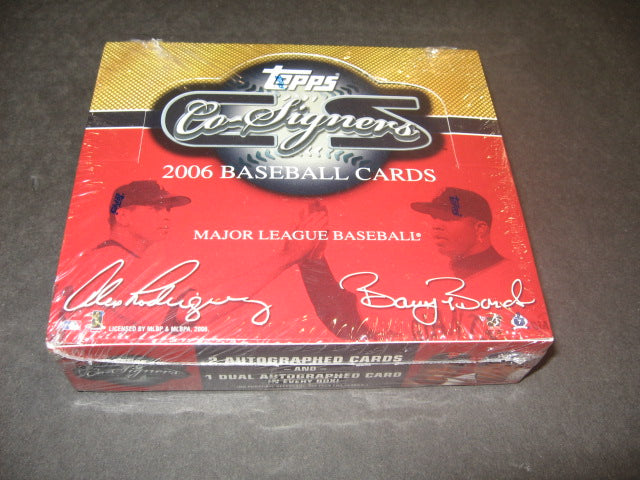 Topps
Co-Signers
2006 BASEBALL CARDS
MAJOR LEAGUE BASEBALL®
Alex Rodriguez
Barry Bonds
LICENSED BY MLBP & MLBPA, 2006.
2 AUTOGRAPHED CARDS
- AND -
1 DUAL AUTOGRAPHED CARD
IN EVERY BOX!